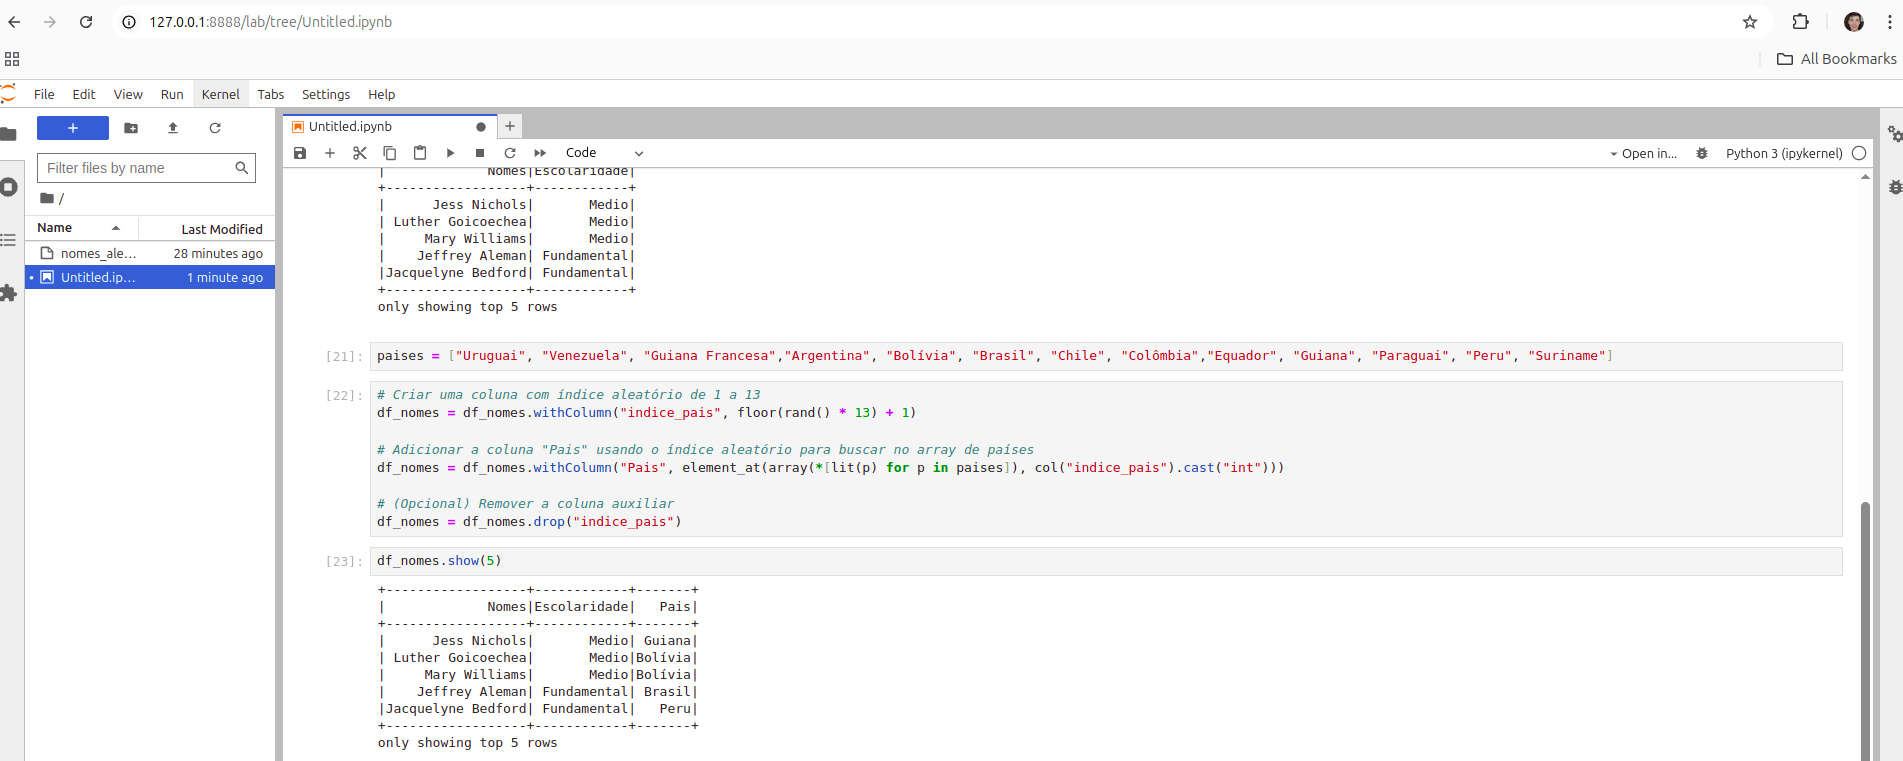 127.0.0.1:8888/lab/tree/Untitled.ipynb
All Bookmarks
File Edit View Run Kernel Tabs Settings Help
Untitled.ipynb
Filter files by name
Code
Open in...
Python 3 (ipykernel)
/
Name Last Modified
nomes_ale... 28 minutes ago
Untitled.ip... 1 minute ago
|             Nomes|Escolaridade|
+------------------+------------+
|      Jess Nichols|       Medio|
| Luther Goicoechea|       Medio|
|     Mary Williams|       Medio|
|    Jeffrey Aleman| Fundamental|
|Jacquelyne Bedford| Fundamental|
+------------------+------------+
only showing top 5 rows
[21]: paises = ["Uruguai", "Venezuela", "Guiana Francesa","Argentina", "Bolívia", "Brasil", "Chile", "Colômbia","Equador", "Guiana", "Paraguai", "Peru", "Suriname"]
[22]: # Criar uma coluna com índice aleatório de 1 a 13
df_nomes = df_nomes.withColumn("indice_pais", floor(rand() * 13) + 1)
# Adicionar a coluna "Pais" usando o índice aleatório para buscar no array de países
df_nomes = df_nomes.withColumn("Pais", element_at(array(*[lit(p) for p in paises]), col("indice_pais").cast("int")))
# (Opcional) Remover a coluna auxiliar
df_nomes = df_nomes.drop("indice_pais")
[23]: df_nomes.show(5)
+------------------+------------+-------+
|             Nomes|Escolaridade|   Pais|
+------------------+------------+-------+
|      Jess Nichols|       Medio| Guiana|
| Luther Goicoechea|       Medio|Bolívia|
|     Mary Williams|       Medio|Bolívia|
|    Jeffrey Aleman| Fundamental| Brasil|
|Jacquelyne Bedford| Fundamental|   Peru|
+------------------+------------+-------+
only showing top 5 rows